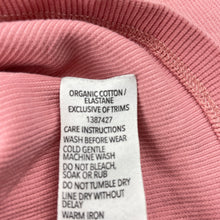 ORGANIC COTTON /
ELASTANE
EXCLUSIVE OF TRIMS
1387427
CARE INSTRUCTIONS
WASH BEFORE WEAR
COLD GENTLE
MACHINE WASH
DO NOT BLEACH,
SOAK OR RUB
DO NOT TUMBLE DRY
LINE DRY WITHOUT
DELAY
WARM IRON